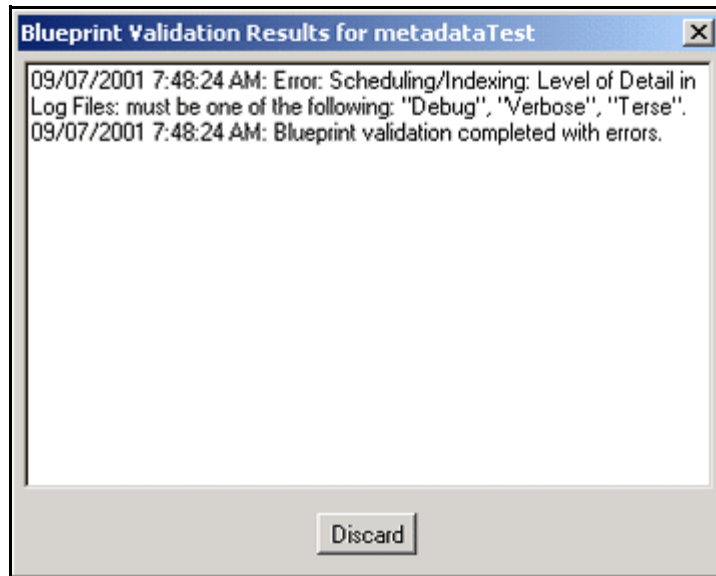 Blueprint Validation Results for metadataTest
09/07/2001 7:48:24 AM: Error: Scheduling/Indexing: Level of Detail in
Log Files: must be one of the following: "Debug", "Verbose", "Terse".
09/07/2001 7:48:24 AM: Blueprint validation completed with errors.
Discard